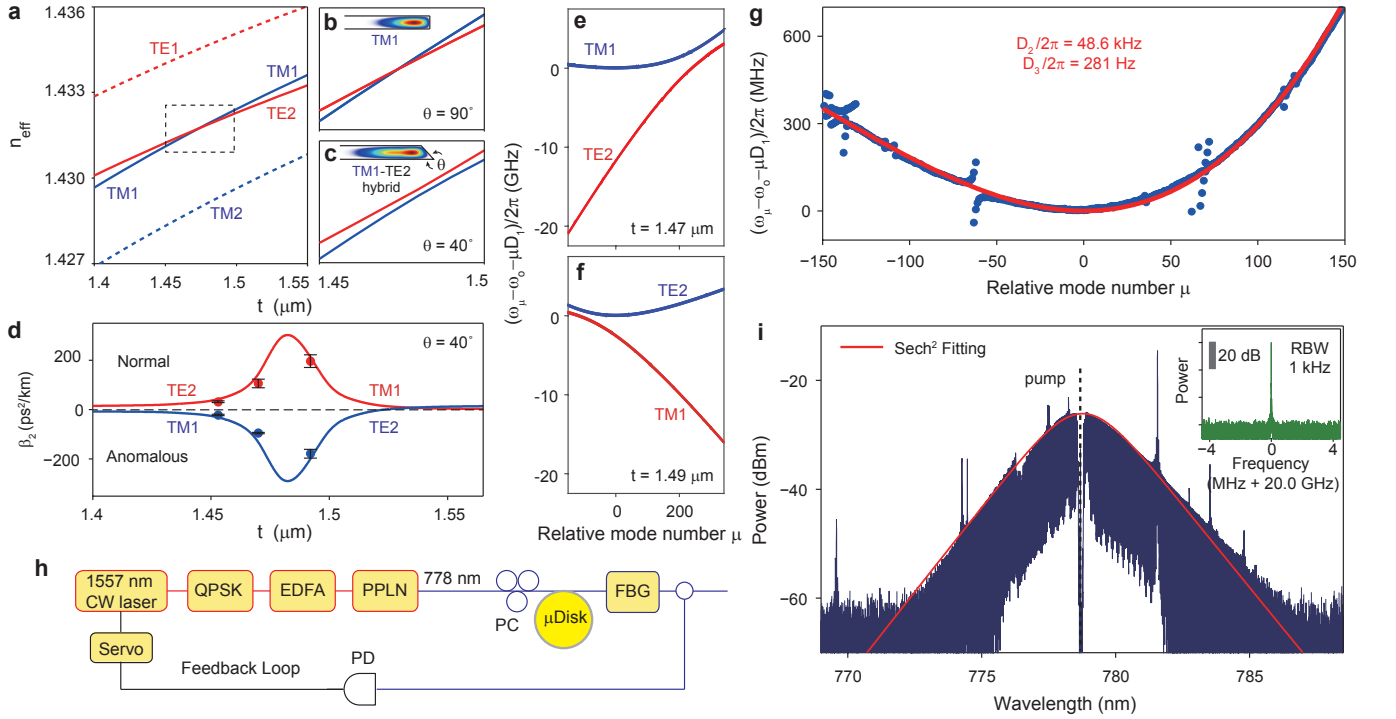 a
1.436
1.433
1.430
1.427
n_eff
TE1
TM1
TE2
TM1
TM2
1.4
1.45
1.5
1.55
t (μm)
b
TM1
θ = 90°
c
θ
TM1-TE2
hybrid
θ = 40°
1.45
1.5
d
θ = 40°
200
0
−200
β₂ (ps²/km)
Normal
TE2
TM1
TM1
TE2
Anomalous
1.4
1.45
1.5
1.55
t (μm)
e
TM1
TE2
0
-10
-20
t = 1.47 μm
(ω_μ−ω_o−μD₁)/2π (GHz)
f
TE2
TM1
0
-10
-20
t = 1.49 μm
0
200
Relative mode number μ
g
D₂/2π = 48.6 kHz
D₃/2π = 281 Hz
600
300
0
(ω_μ−ω_o−μD₁)/2π (MHz)
-150
-100
-50
0
50
100
150
Relative mode number μ
h
1557 nm
CW laser
QPSK
EDFA
PPLN
778 nm
PC
μDisk
FBG
Servo
Feedback Loop
PD
i
Sech² Fitting
pump
−20
−40
−60
Power (dBm)
770
775
780
785
Wavelength (nm)
20 dB
RBW
1 kHz
Power
−4
0
4
Frequency
(MHz + 20.0 GHz)